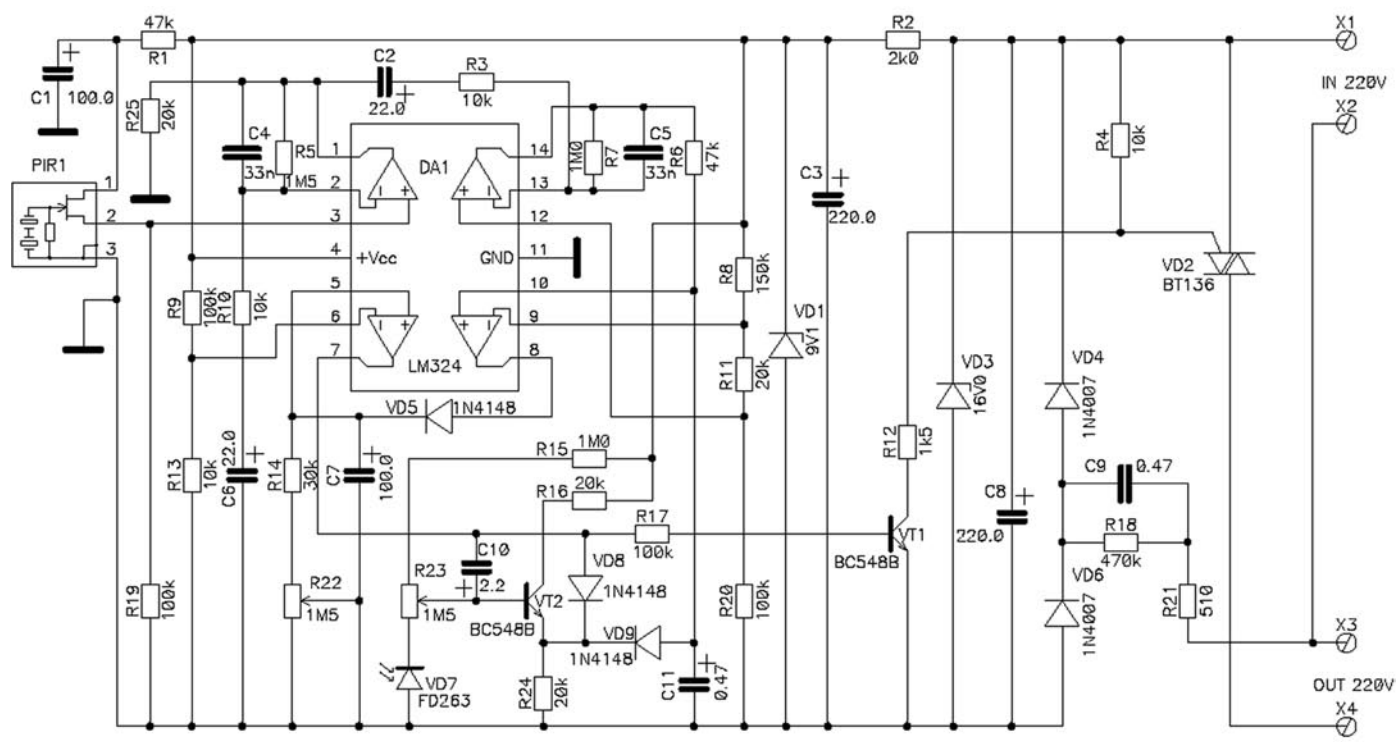 47k
R1
R2
2k0
X1
C1
100.0
+
R25
20k
C2
22.0
+
R3
10k
IN 220V
X2
PIR1
1
2
3
C4
33n
R5
1M5
1
2
3
4
5
6
7
DA1
+Vcc
GND
LM324
14
13
12
11
10
9
8
1M0
R7
C5
33n
R6
47k
C3
+
220.0
R4
10k
VD2
BT136
R9
100k
R10
10k
R8
150k
R11
20k
VD1
9V1
VD3
16V0
VD4
1N4007
VD5
1N4148
R13
10k
22.0
+
C6
R14
30k
C7
+
100.0
R15
1M0
R16
20k
R17
100k
R12
1k5
C8
+
220.0
C9
0.47
R18
470k
R19
100k
R22
1M5
R23
1M5
C10
+
2.2
VT2
BC548B
VD8
1N4148
VD9
1N4148
R20
100k
VT1
BC548B
VD6
1N4007
R21
510
X3
VD7
FD263
R24
20k
C11
+
0.47
OUT 220V
X4